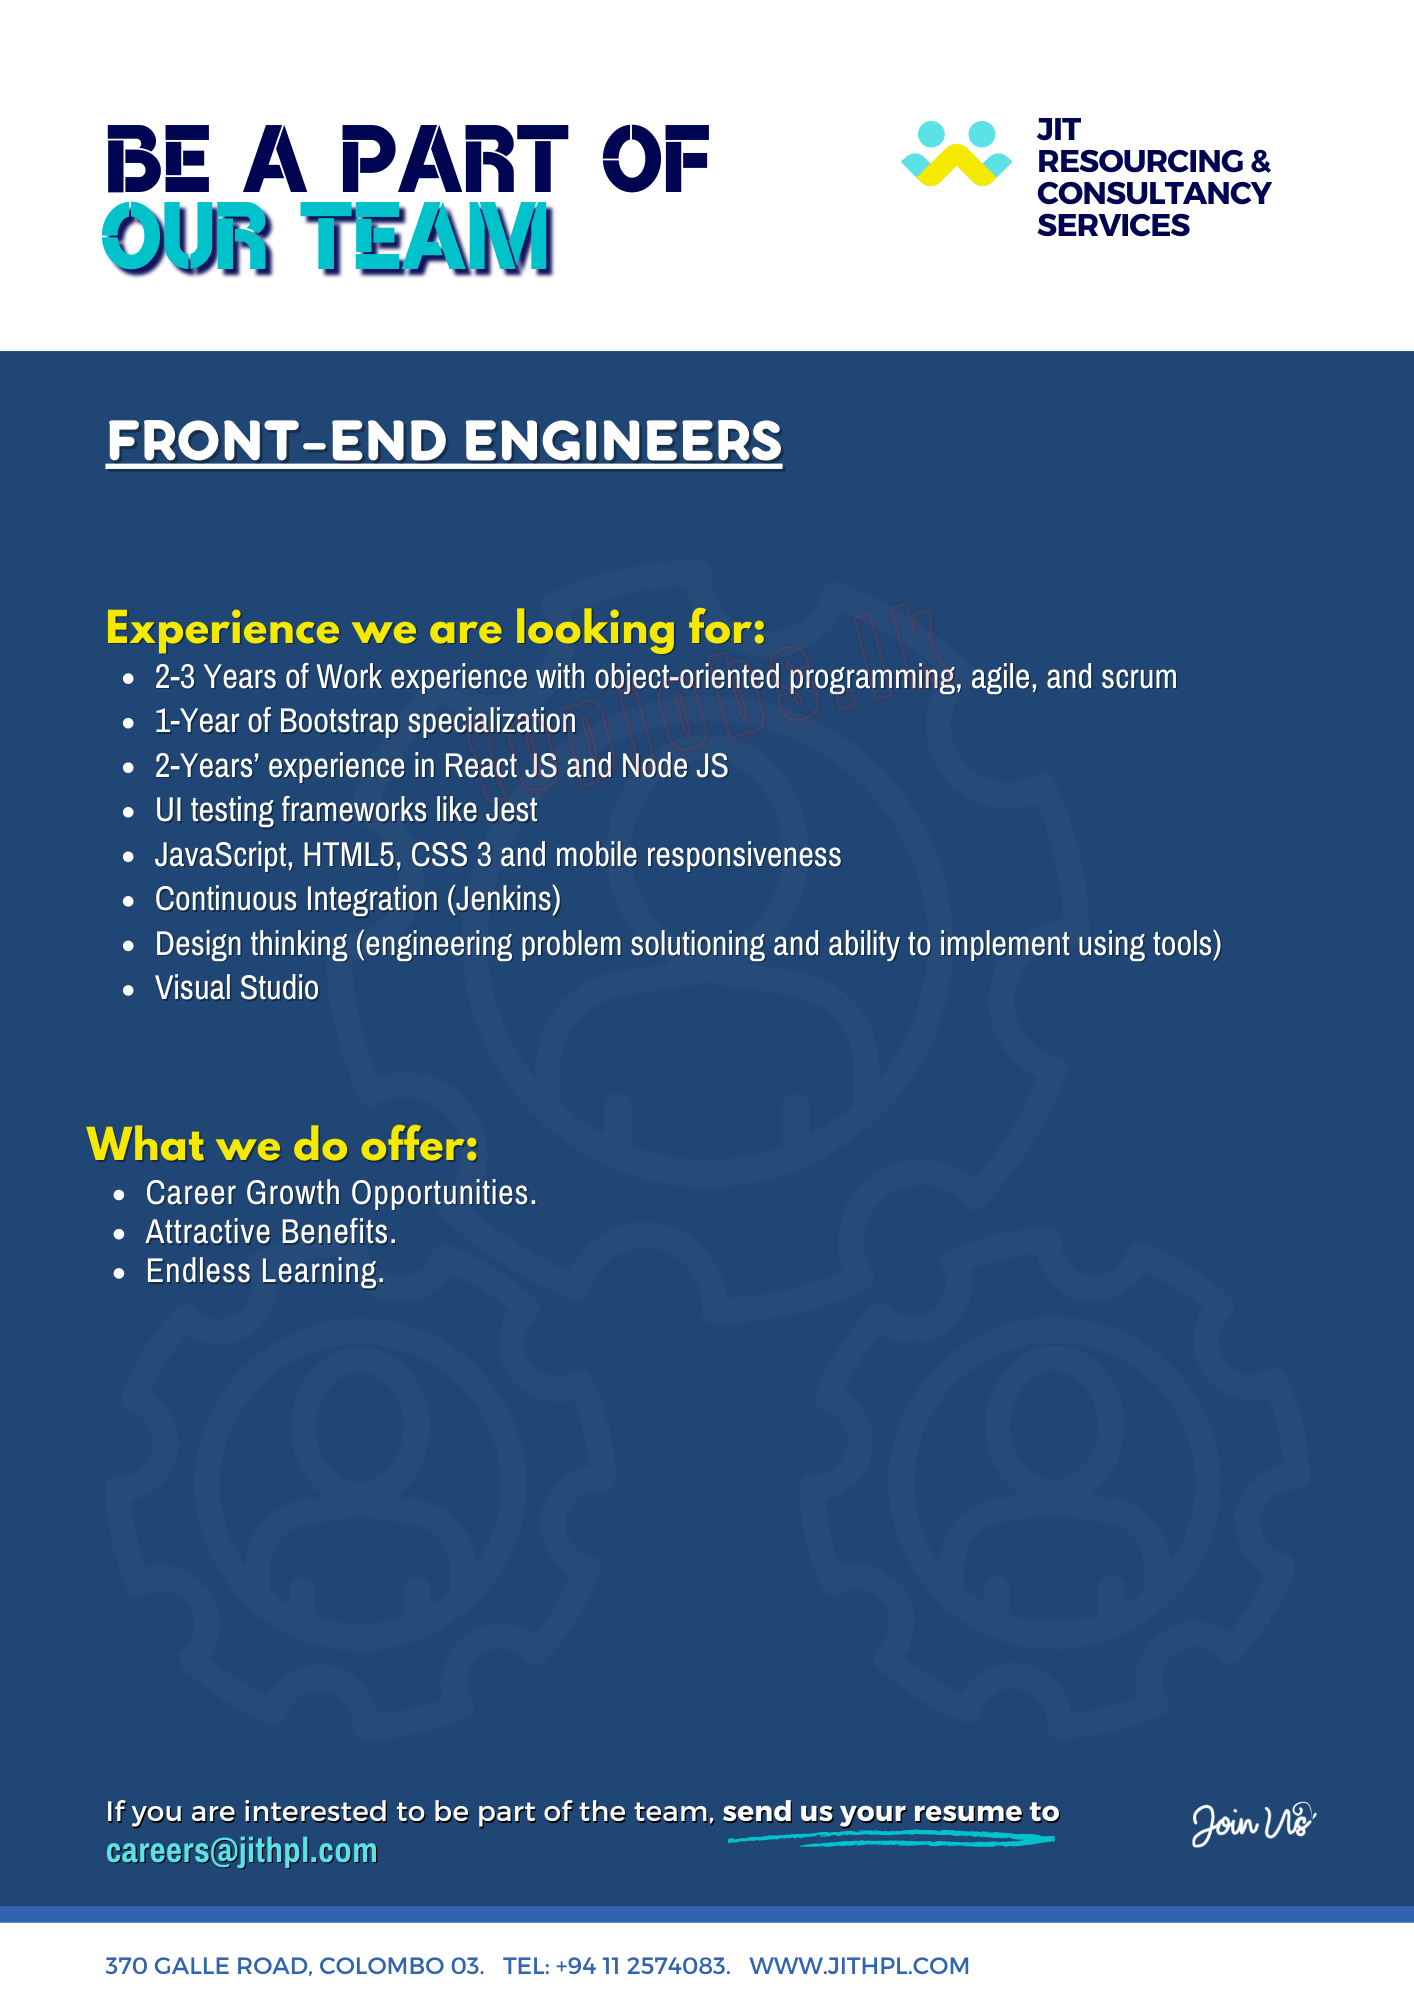 BE A PART OF
OUR TEAM
JIT
RESOURCING &
CONSULTANCY
SERVICES
FRONT-END ENGINEERS
Experience we are looking for:
• 2-3 Years of Work experience with object-oriented programming, agile, and scrum
• 1-Year of Bootstrap specialization
• 2-Years’ experience in React JS and Node JS
• UI testing frameworks like Jest
• JavaScript, HTML5, CSS 3 and mobile responsiveness
• Continuous Integration (Jenkins)
• Design thinking (engineering problem solutioning and ability to implement using tools)
• Visual Studio
topjobs.lk
What we do offer:
• Career Growth Opportunities.
• Attractive Benefits.
• Endless Learning.
If you are interested to be part of the team, send us your resume to
careers@jithpl.com
Join Us
370 GALLE ROAD, COLOMBO 03. TEL: +94 11 2574083. WWW.JITHPL.COM